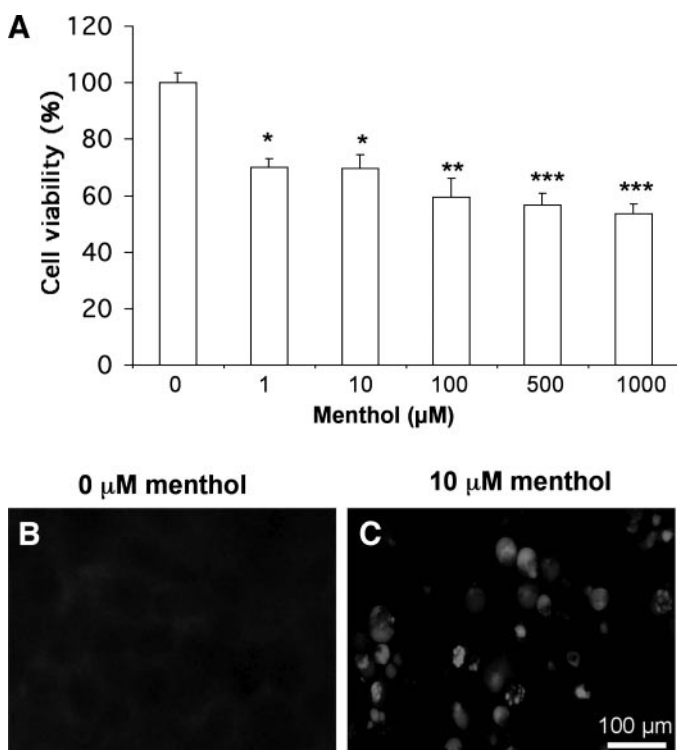 A
Cell viability (%)
120
100
80
60
40
20
0
* * ** *** ***
0 1 10 100 500 1000
Menthol (µM)
0 µM menthol 10 µM menthol
B C
100 µm